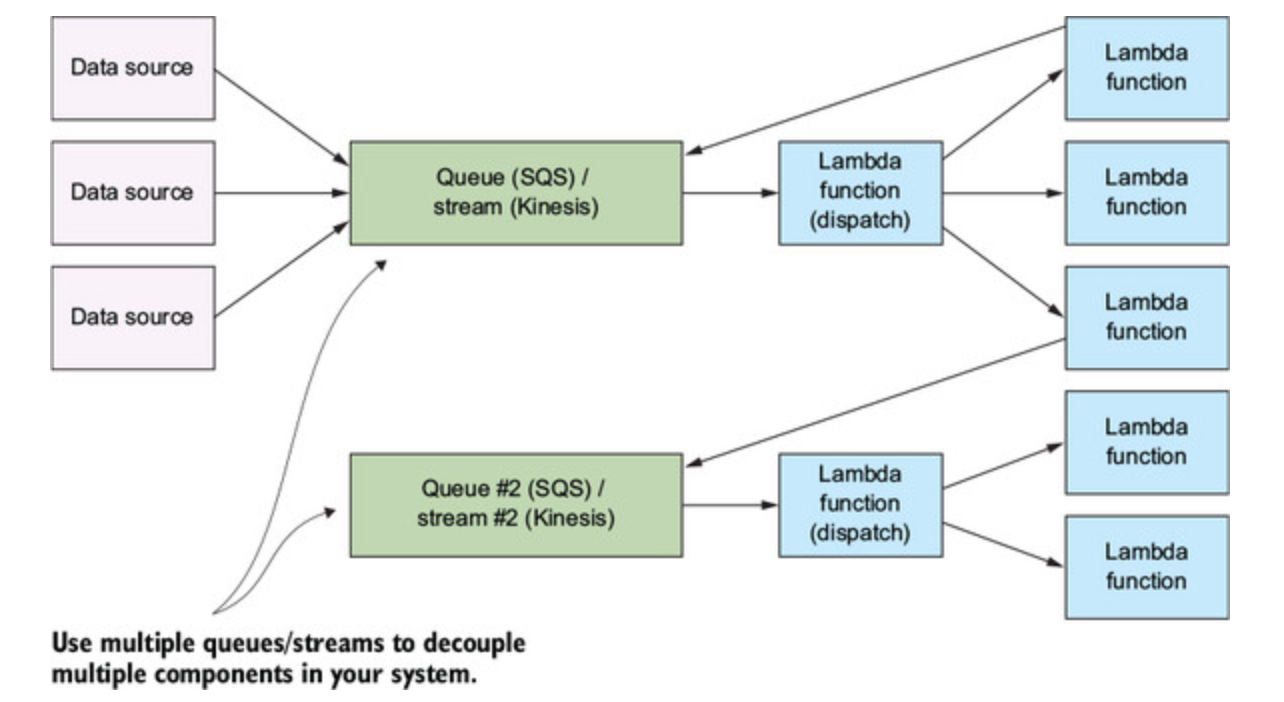 Data source
Data source
Data source
Queue (SQS) /
stream (Kinesis)
Lambda
function
(dispatch)
Lambda
function
Lambda
function
Lambda
function
Queue #2 (SQS) /
stream #2 (Kinesis)
Lambda
function
(dispatch)
Lambda
function
Lambda
function
Use multiple queues/streams to decouple
multiple components in your system.